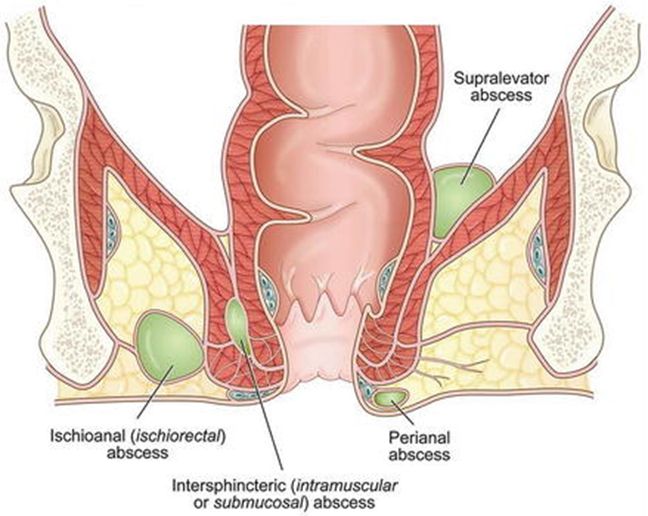 Supralevator
abscess
Ischioanal (ischiorectal)
abscess
Perianal
abscess
Intersphincteric (intramuscular
or submucosal) abscess